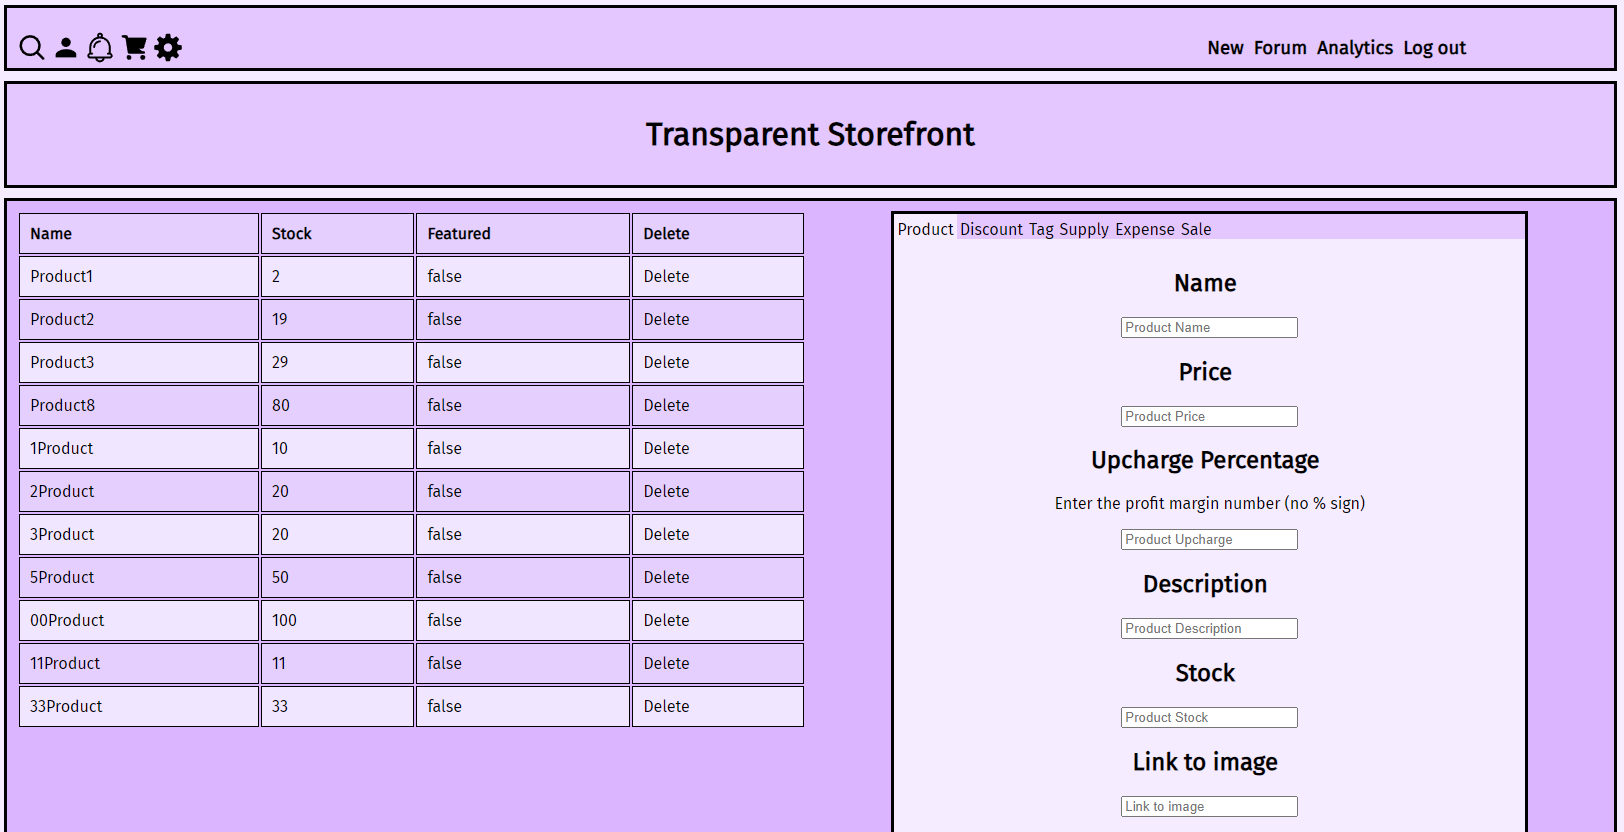 New Forum Analytics Log out
Transparent Storefront
Name Stock Featured Delete
Product1 2 false Delete
Product2 19 false Delete
Product3 29 false Delete
Product8 80 false Delete
1Product 10 false Delete
2Product 20 false Delete
3Product 20 false Delete
5Product 50 false Delete
00Product 100 false Delete
11Product 11 false Delete
33Product 33 false Delete
Product Discount Tag Supply Expense Sale
Name
Product Name
Price
Product Price
Upcharge Percentage
Enter the profit margin number (no % sign)
Product Upcharge
Description
Product Description
Stock
Product Stock
Link to image
Link to image